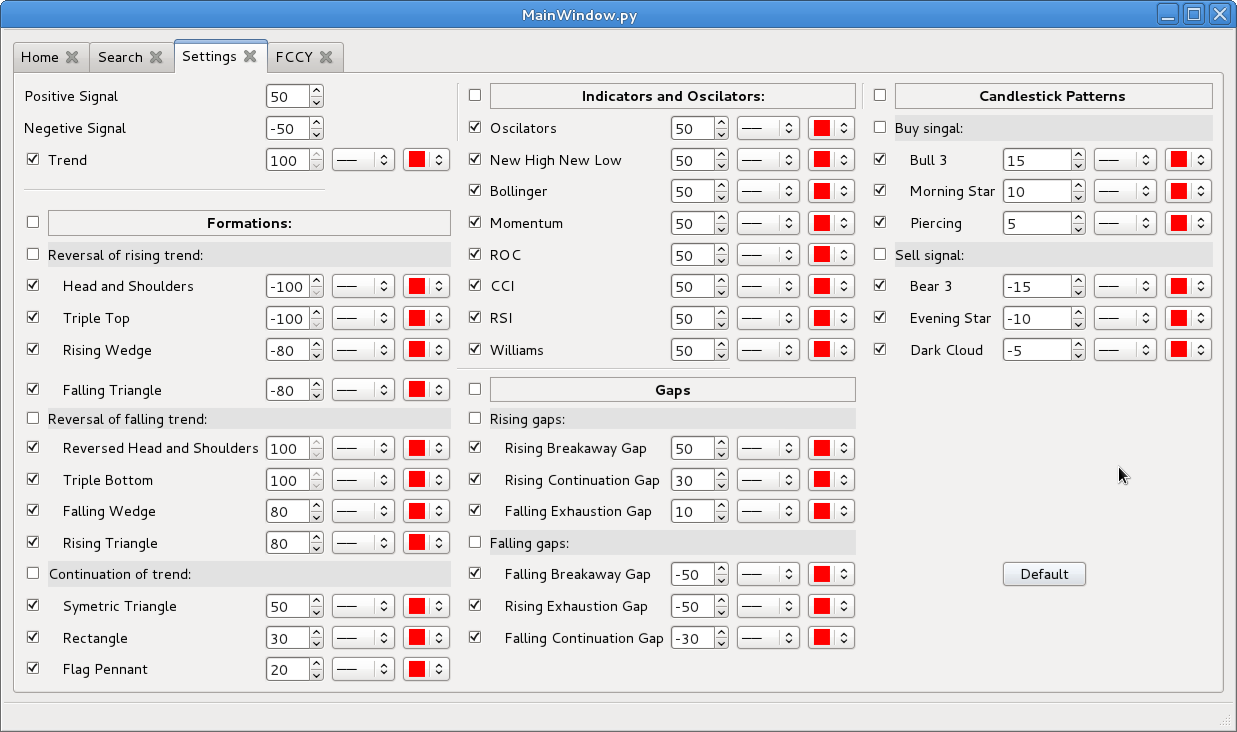 MainWindow.py
Home Search Settings FCCY
Positive Signal 50
Negetive Signal -50
Trend 100
Formations:
Reversal of rising trend:
Head and Shoulders -100
Triple Top -100
Rising Wedge -80
Falling Triangle -80
Reversal of falling trend:
Reversed Head and Shoulders 100
Triple Bottom 100
Falling Wedge 80
Rising Triangle 80
Continuation of trend:
Symetric Triangle 50
Rectangle 30
Flag Pennant 20
Indicators and Oscilators:
Oscilators 50
New High New Low 50
Bollinger 50
Momentum 50
ROC 50
CCI 50
RSI 50
Williams 50
Gaps
Rising gaps:
Rising Breakaway Gap 50
Rising Continuation Gap 30
Falling Exhaustion Gap 10
Falling gaps:
Falling Breakaway Gap -50
Rising Exhaustion Gap -50
Falling Continuation Gap -30
Candlestick Patterns
Buy singal:
Bull 3 15
Morning Star 10
Piercing 5
Sell signal:
Bear 3 -15
Evening Star -10
Dark Cloud -5
Default